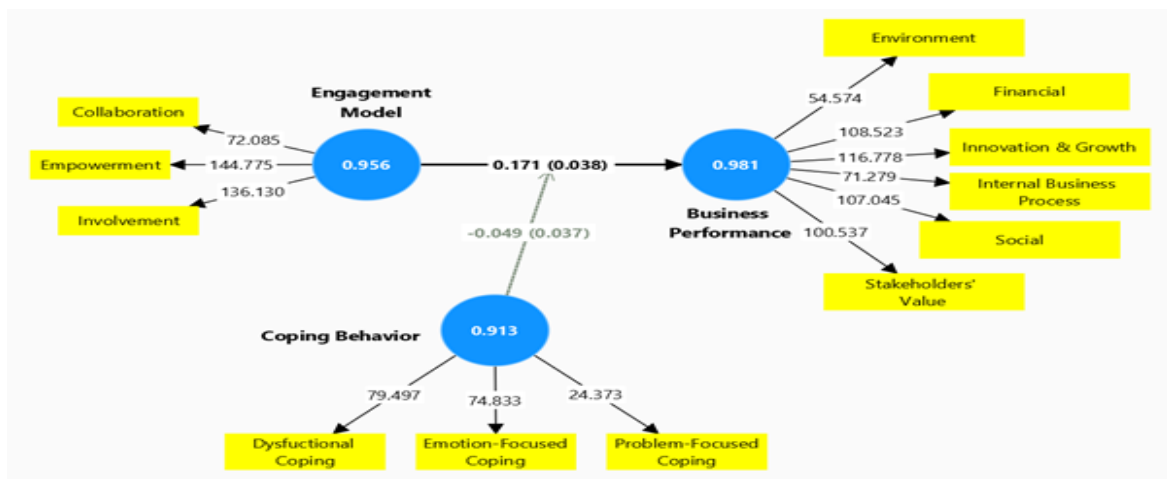 Environment
54.574
Engagement
Model
Financial
Collaboration
108.523
72.085
Innovation & Growth
116.778
Empowerment
144.775
0.956
0.171 (0.038)
0.981
71.279
Internal Business
Process
136.130
107.045
Involvement
Business
Performance
100.537
Social
-0.049 (0.037)
Stakeholders'
Value
Coping Behavior
0.913
79.497
74.833
24.373
Dysfuctional
Coping
Emotion-Focused
Coping
Problem-Focused
Coping